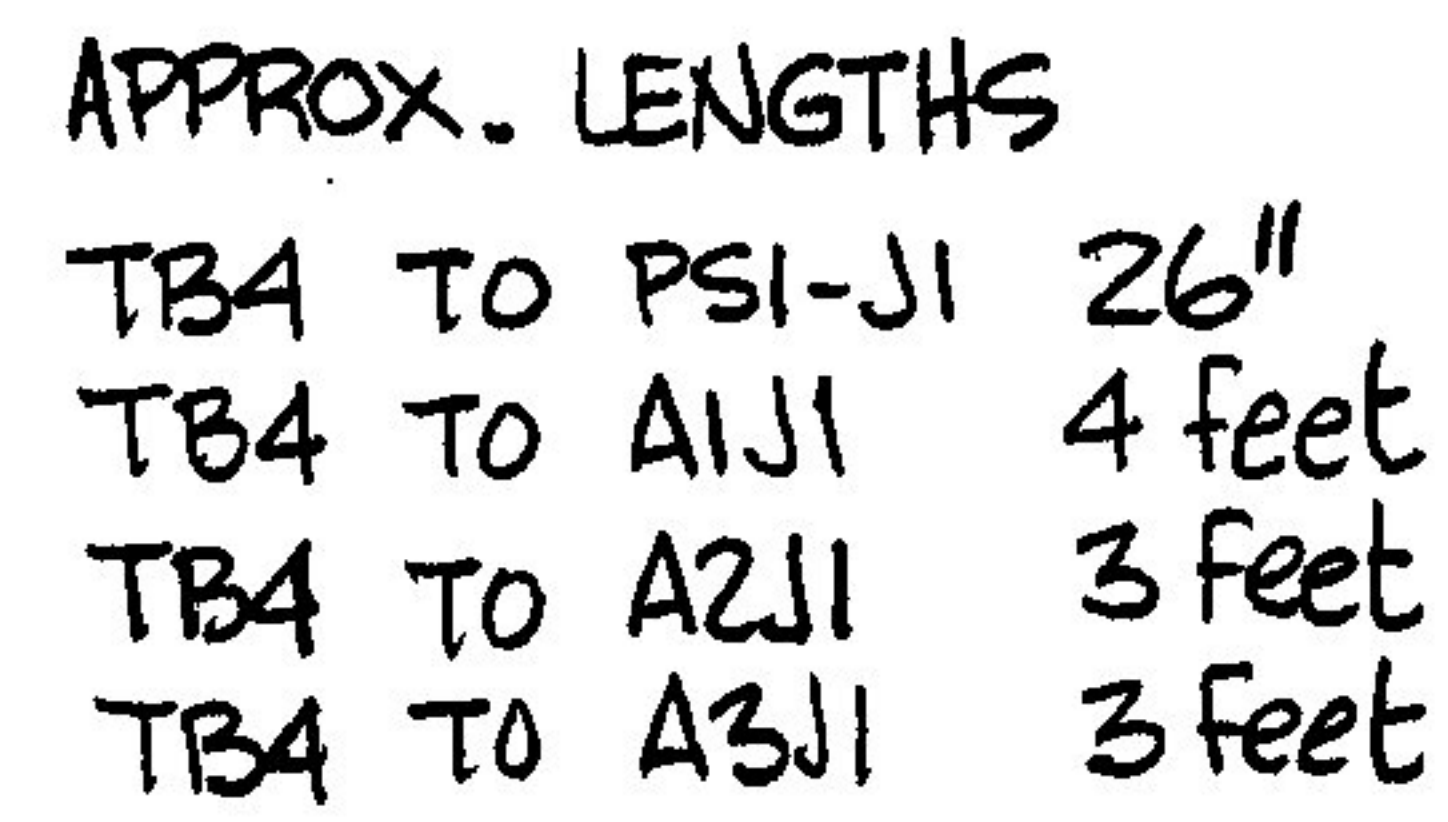 APPROX. LENGTHS
TB4 TO PS1-J1 26"
TB4 TO A1J1 4 feet
TB4 TO A2J1 3 feet
TB4 TO A3J1 3 feet